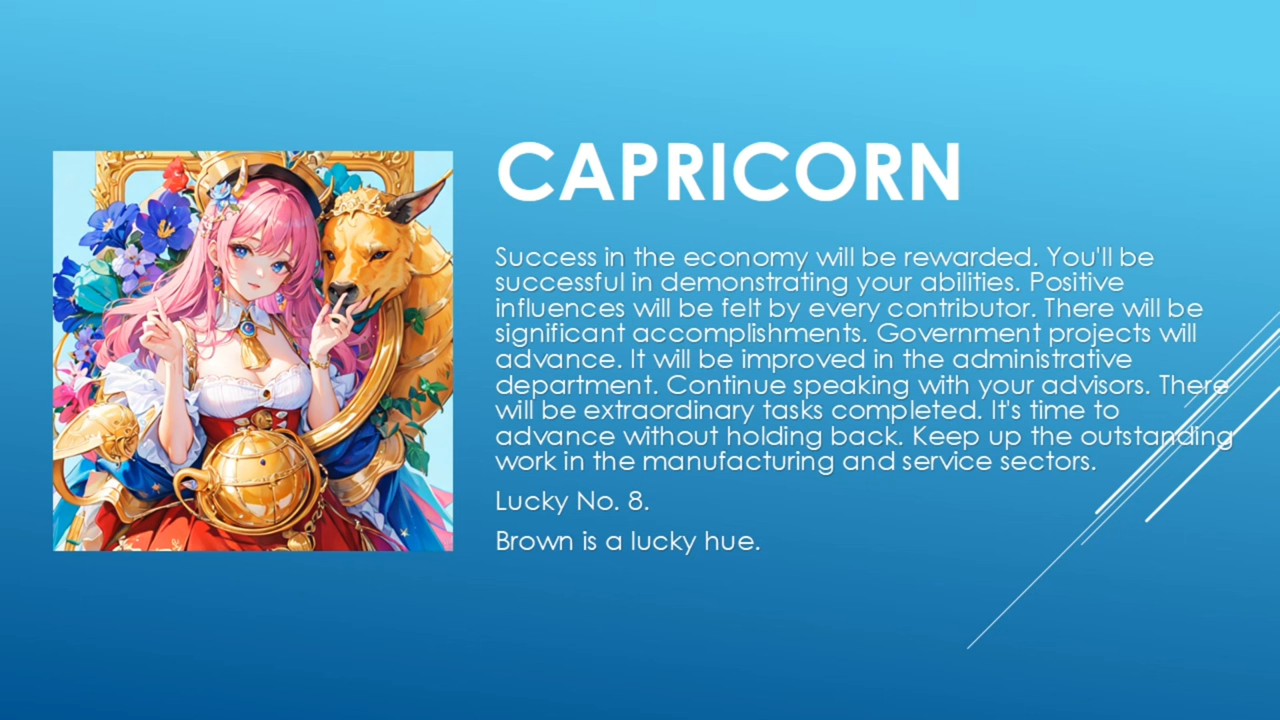 CAPRICORN
Success in the economy will be rewarded. You'll be
successful in demonstrating your abilities. Positive
influences will be felt by every contributor. There will be
significant accomplishments. Government projects will
advance. It will be improved in the administrative
department. Continue speaking with your advisors. There
will be extraordinary tasks completed. It's time to
advance without holding back. Keep up the outstanding
work in the manufacturing and service sectors.
Lucky No. 8.
Brown is a lucky hue.